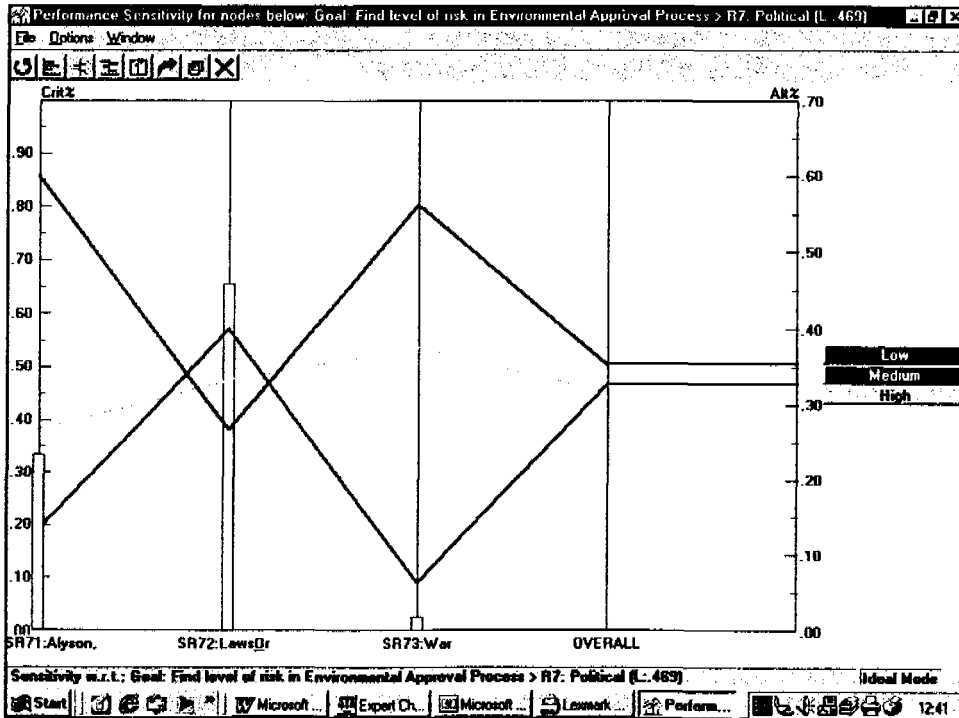 Performance Sensitivity for nodes below: Goal: Find level of risk in Environmental Approval Process > R7: Political (L:.469)
File Options Window
Crit% Alt%
.90
.80
.70
.60
.50
.40
.30
.20
.10
.00
.70
.60
.50
.40
.30
.20
.10
.00
Low
Medium
High
SR71:Alyson, SR72:LawsOr SR73:War OVERALL
Sensitivity w.r.t.: Goal: Find level of risk in Environmental Approval Process > R7: Political (L:.469) Ideal Mode
Start Microsoft ... Expert Ch... Microsoft ... Lexmark ... Perform... 12:41